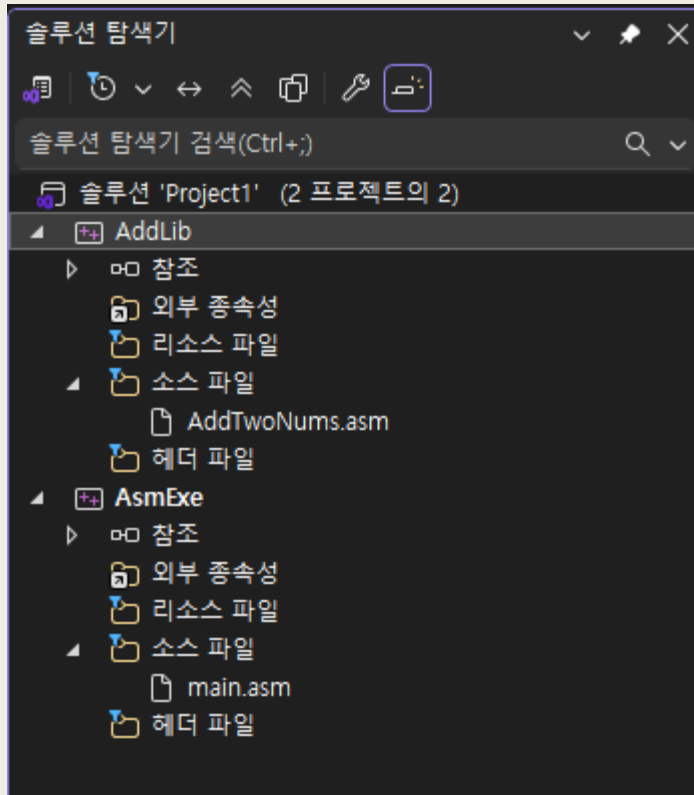 솔루션 탐색기
솔루션 탐색기 검색(Ctrl+;)
솔루션 'Project1' (2 프로젝트의 2)
AddLib
참조
외부 종속성
리소스 파일
소스 파일
AddTwoNums.asm
헤더 파일
AsmExe
참조
외부 종속성
리소스 파일
소스 파일
main.asm
헤더 파일